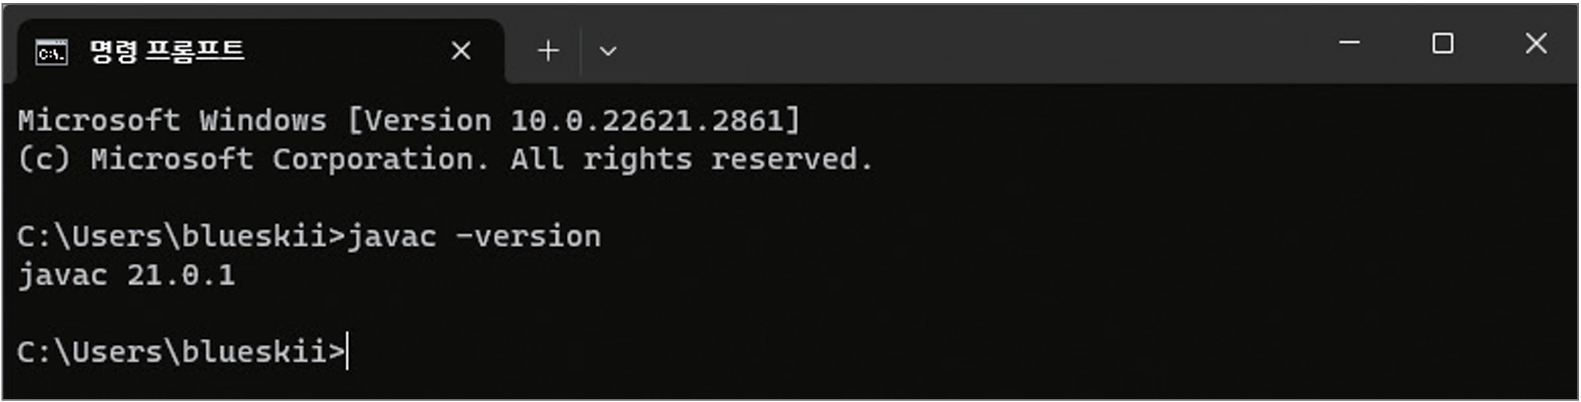 명령 프롬프트
Microsoft Windows [Version 10.0.22621.2861]
(c) Microsoft Corporation. All rights reserved.
C:\Users\blueskii>javac -version
javac 21.0.1
C:\Users\blueskii>